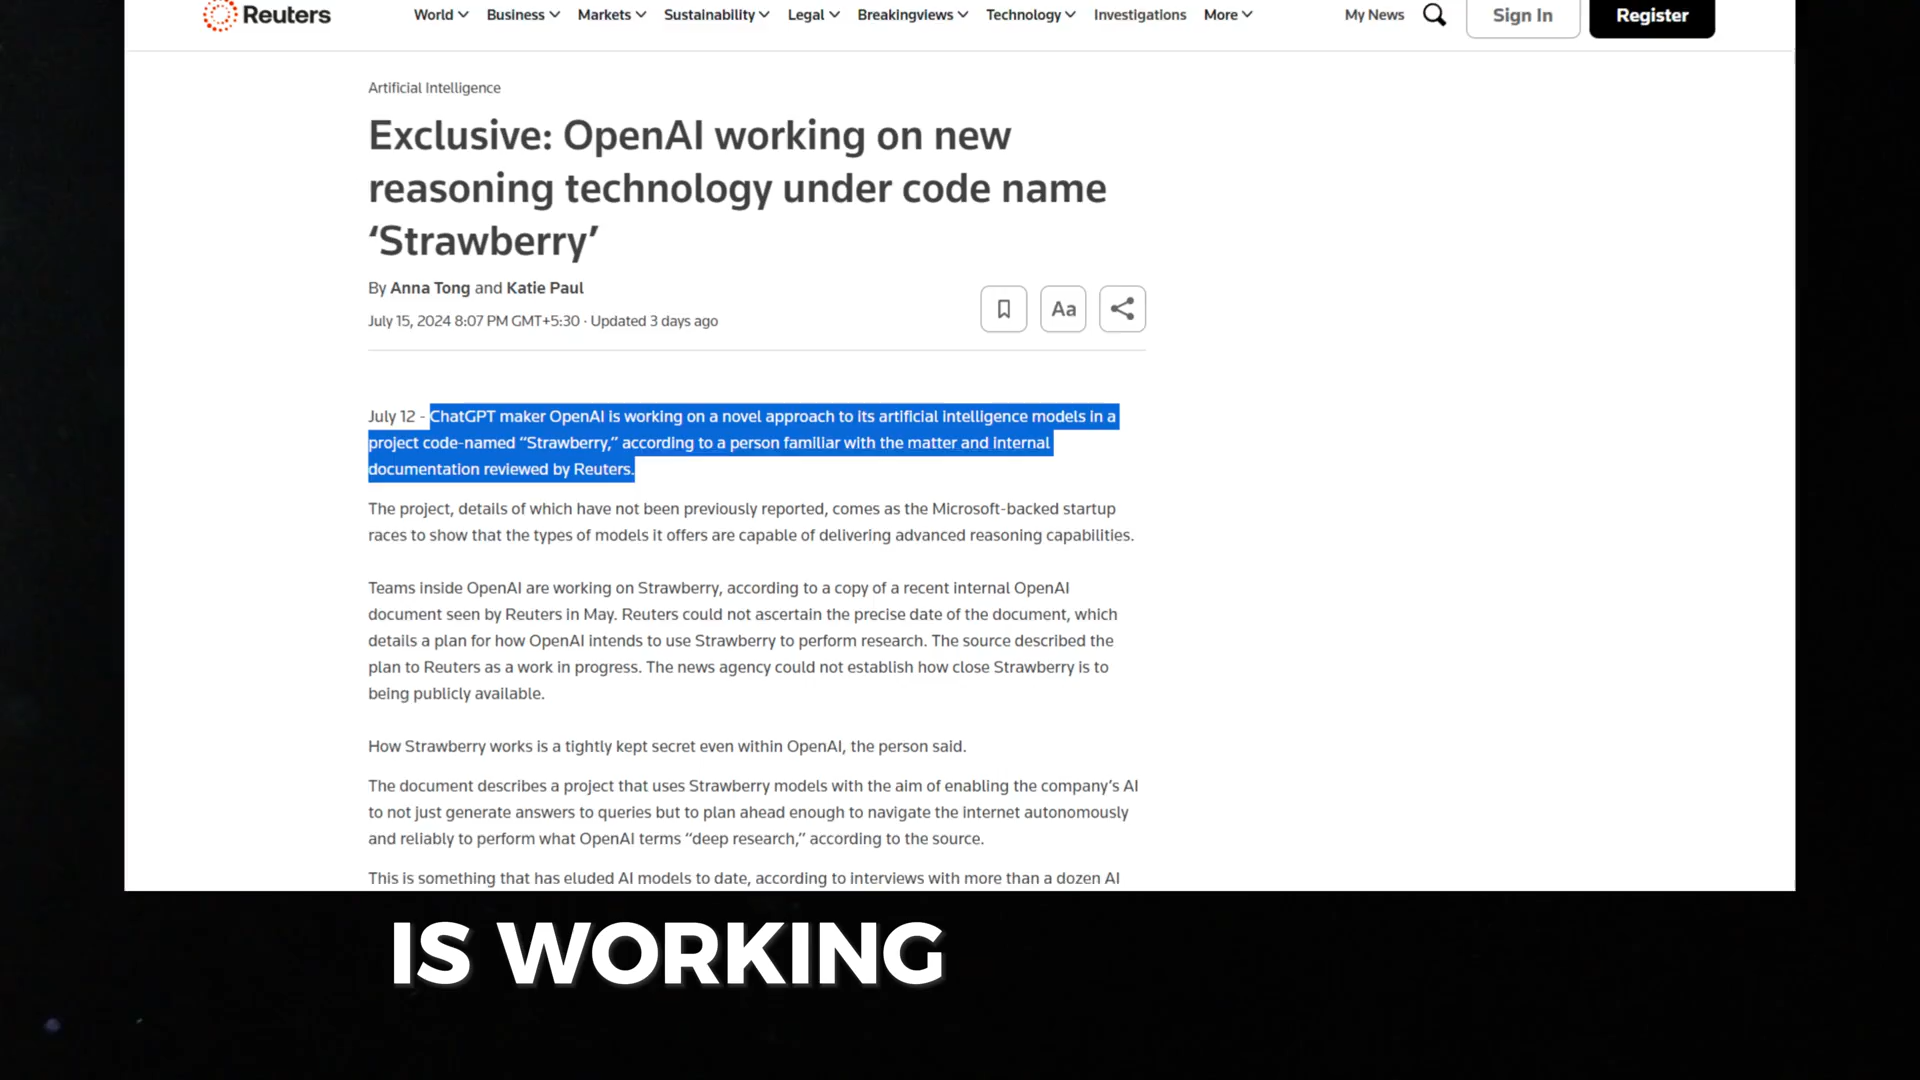 Reuters World Business Markets Sustainability Legal Breakingviews Technology Investigations More My News Sign In Register
Artificial Intelligence
Exclusive: OpenAI working on new
reasoning technology under code name
‘Strawberry’
By Anna Tong and Katie Paul
July 15, 2024 8:07 PM GMT+5:30 · Updated 3 days ago
Aa
July 12 - ChatGPT maker OpenAI is working on a novel approach to its artificial intelligence models in a
project code-named “Strawberry,” according to a person familiar with the matter and internal
documentation reviewed by Reuters.
The project, details of which have not been previously reported, comes as the Microsoft-backed startup
races to show that the types of models it offers are capable of delivering advanced reasoning capabilities.
Teams inside OpenAI are working on Strawberry, according to a copy of a recent internal OpenAI
document seen by Reuters in May. Reuters could not ascertain the precise date of the document, which
details a plan for how OpenAI intends to use Strawberry to perform research. The source described the
plan to Reuters as a work in progress. The news agency could not establish how close Strawberry is to
being publicly available.
How Strawberry works is a tightly kept secret even within OpenAI, the person said.
The document describes a project that uses Strawberry models with the aim of enabling the company’s AI
to not just generate answers to queries but to plan ahead enough to navigate the internet autonomously
and reliably to perform what OpenAI terms “deep research,” according to the source.
This is something that has eluded AI models to date, according to interviews with more than a dozen AI
IS WORKING